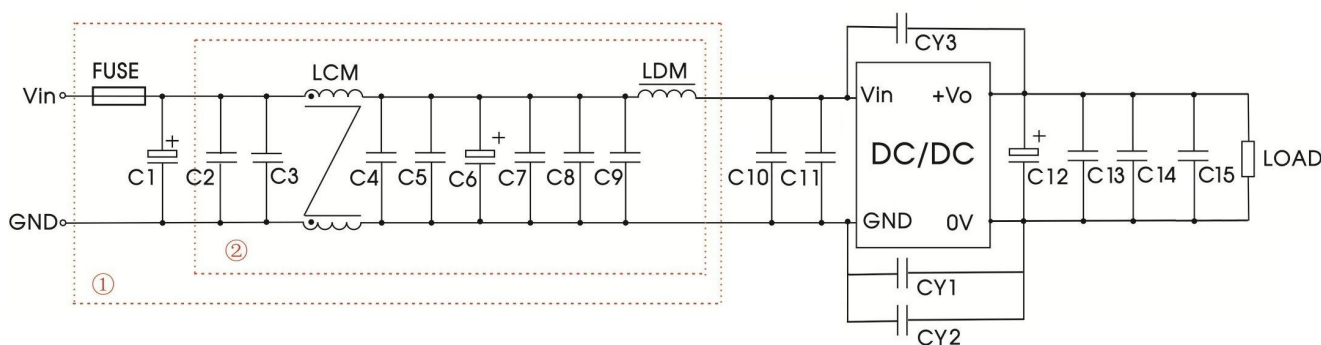 CY3
FUSE
LCM
LDM
Vin
Vin
+Vo
+
+
+
DC/DC
C1
C2
C3
C4
C5
C6
C7
C8
C9
C10
C11
C12
C13
C14
C15
LOAD
GND
GND
0V
②
①
CY1
CY2